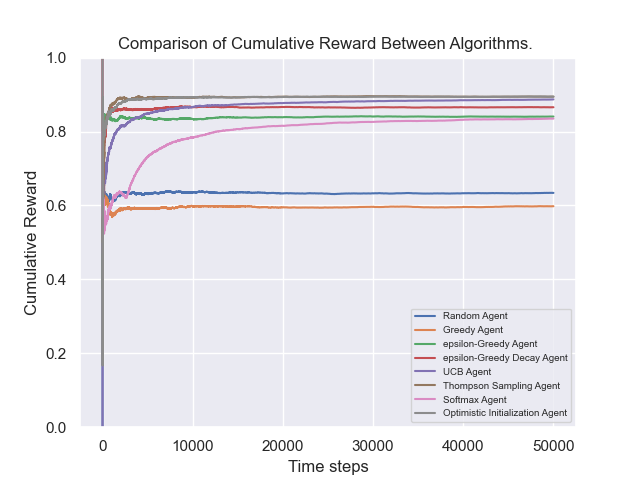 Comparison of Cumulative Reward Between Algorithms.
1.0
0.8
0.6
0.4
0.2
0.0
Cumulative Reward
Random Agent
Greedy Agent
epsilon-Greedy Agent
epsilon-Greedy Decay Agent
UCB Agent
Thompson Sampling Agent
Softmax Agent
Optimistic Initialization Agent
0 10000 20000 30000 40000 50000
Time steps